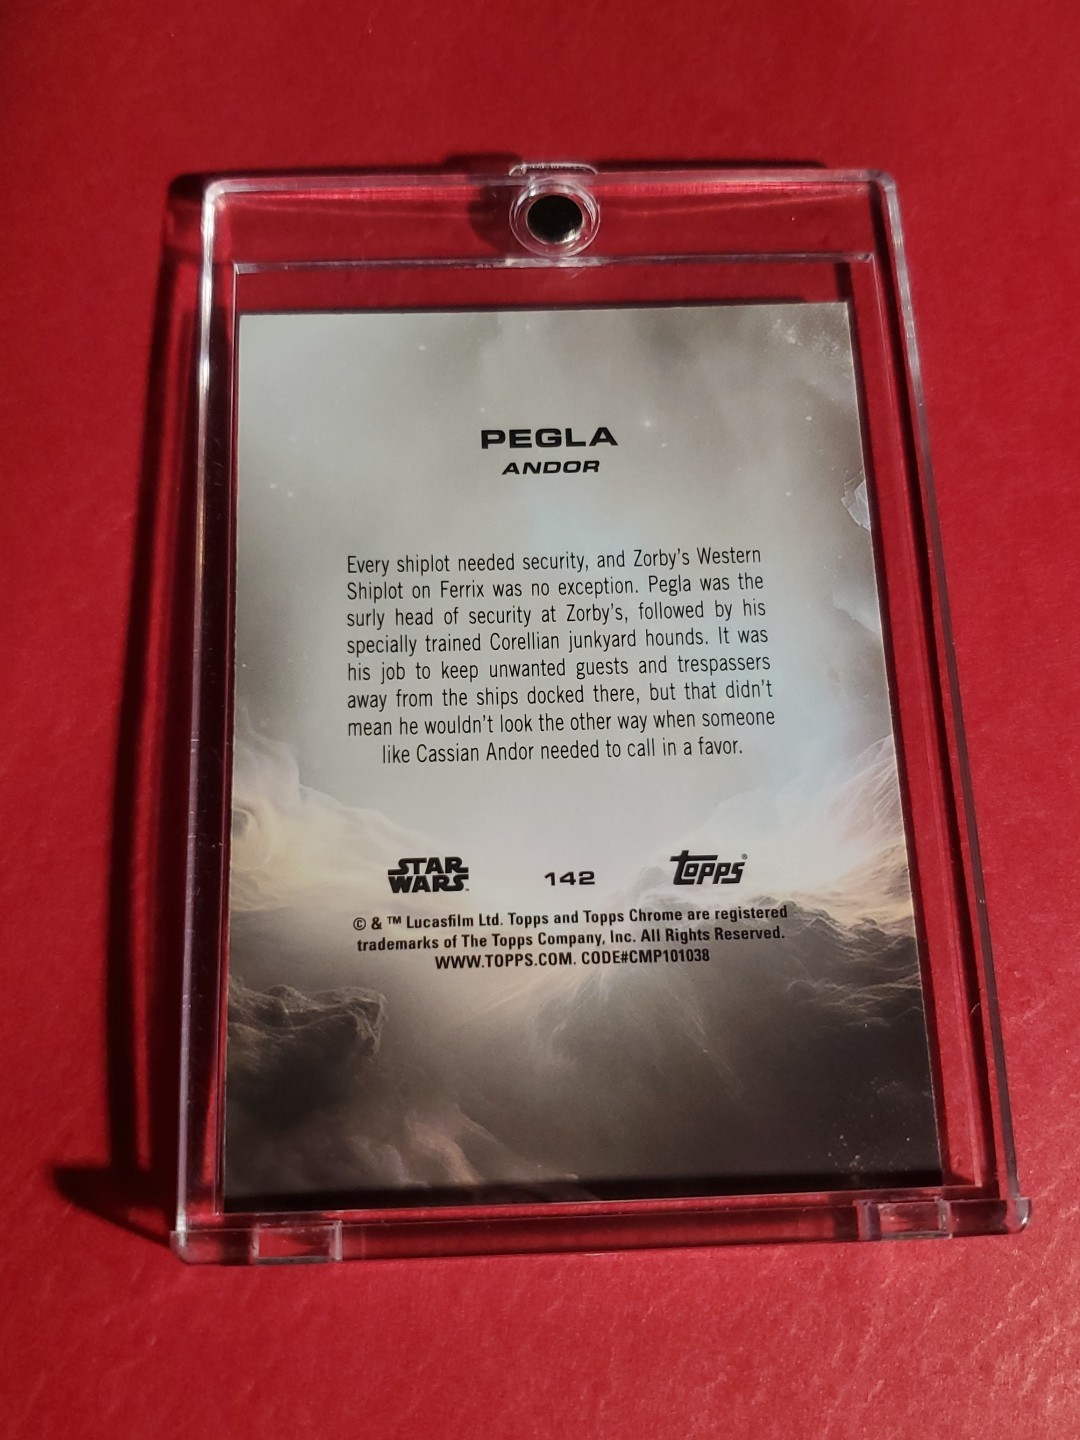 PEGLA
ANDOR
Every shiplot needed security, and Zorby's Western
Shiplot on Ferrix was no exception. Pegla was the
surly head of security at Zorby's, followed by his
specially trained Corellian junkyard hounds. It was
his job to keep unwanted guests and trespassers
away from the ships docked there, but that didn't
mean he wouldn't look the other way when someone
like Cassian Andor needed to call in a favor.
STAR
WARS
142
topps®
© & ™ Lucasfilm Ltd. Topps and Topps Chrome are registered
trademarks of The Topps Company, Inc. All Rights Reserved.
WWW.TOPPS.COM. CODE#CMP101038